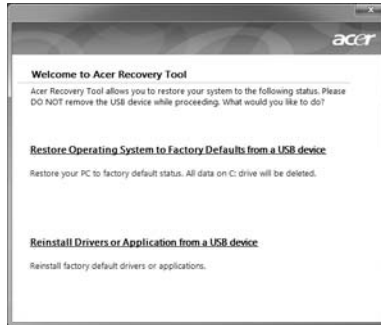 acer
Welcome to Acer Recovery Tool
Acer Recovery Tool allows you to restore your system to the following status. Please
DO NOT remove the USB device while proceeding. What would you like to do?
Restore Operating System to Factory Defaults from a USB device
Restore your PC to factory default status. All data on C: drive will be deleted.
Reinstall Drivers or Application from a USB device
Reinstall factory default drivers or applications.